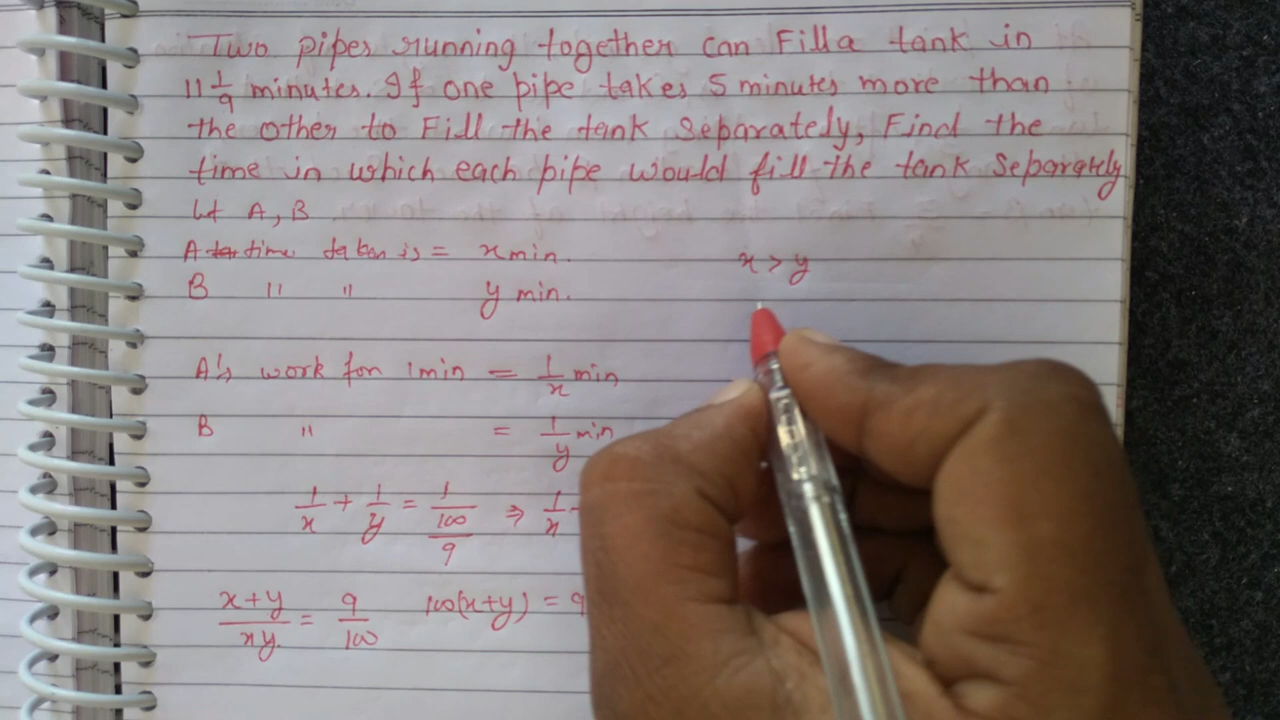 Two pipes running together can Fill a tank in
11 1/9 minutes. If one pipe takes 5 minutes more than
the other to Fill the tank Separately, Find the
time in which each pipe would fill the tank Separately
Let A, B
A time taken is = x min.
x > y
B " " y min.
A's work for 1min = 1/x min
B " = 1/y min
1/x + 1/y = 1/(100/9) ⇒ 1/x -
(x+y)/xy. = 9/100 100(x+y) = 9